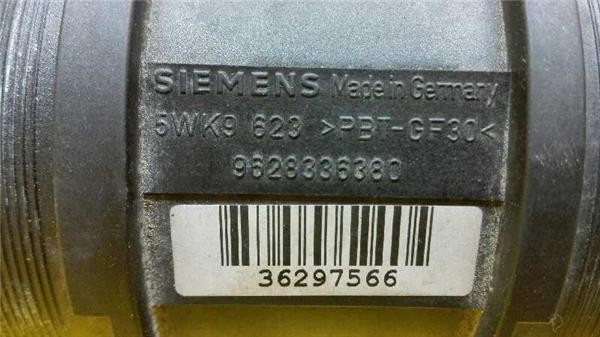 SIEMENS Made in Germany
5WK9 623 >PBT-GF30<
9628336380
36297566